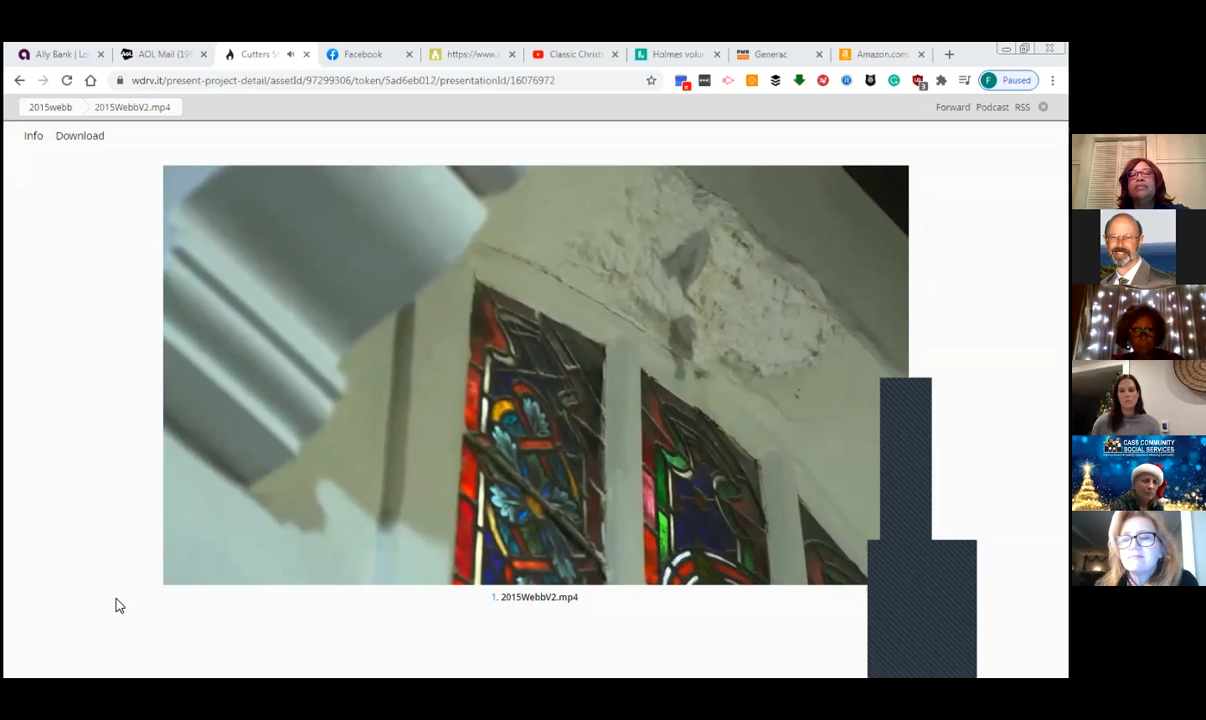 Ally Bank | Lo
AOL Mail (19
Cutters S
Facebook
https://www.
Classic Christ
Holmes volu
PWR
Generac
Amazon.com
wdrv.it/present-project-detail/assetId/97299306/token/5ad6eb012/presentationId/16076972
F Paused
2015webb
2015WebbV2.mp4
Forward Podcast RSS
Info Download
1. 2015WebbV2.mp4
CASS COMMUNITY
SOCIAL SERVICES